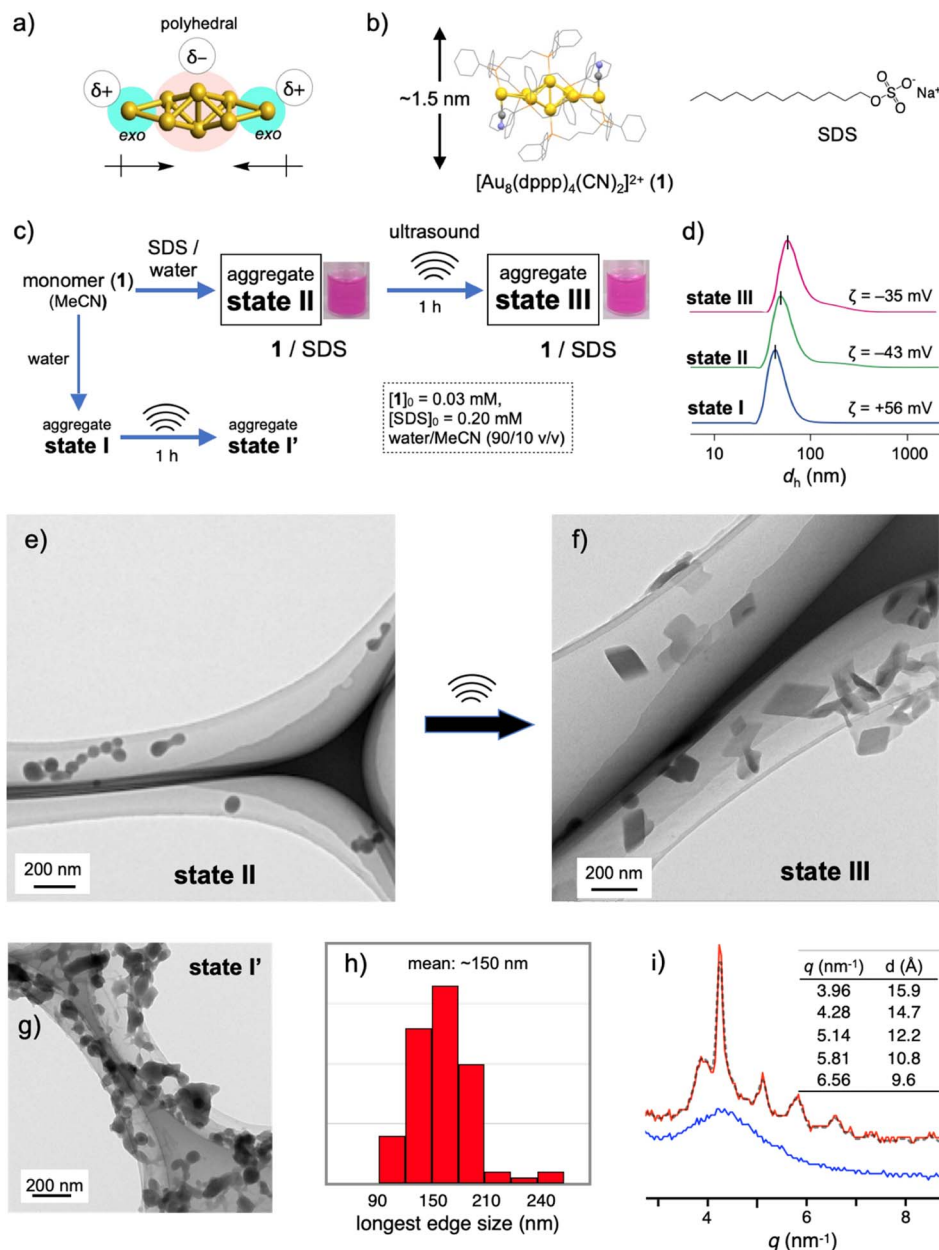 a)
polyhedral
δ−
δ+
δ+
exo
exo
b)
~1.5 nm
[Au₈(dppp)₄(CN)₂]²⁺ (1)
O
O
S
O⁻
O
Na⁺
SDS
c)
monomer (1)
(MeCN)
SDS /
water
aggregate
state II
1 / SDS
ultrasound
1 h
aggregate
state III
1 / SDS
water
aggregate
state I
1 h
aggregate
state I’
[1]₀ = 0.03 mM,
[SDS]₀ = 0.20 mM
water/MeCN (90/10 v/v)
d)
state III
ζ = –35 mV
state II
ζ = –43 mV
state I
ζ = +56 mV
10 100 1000
dₕ (nm)
e)
200 nm
state II
f)
200 nm
state III
g)
state I’
200 nm
h)
mean: ~150 nm
90 150 210 240
longest edge size (nm)
i)
q (nm⁻¹) d (Å)
3.96 15.9
4.28 14.7
5.14 12.2
5.81 10.8
6.56 9.6
4 6 8
q (nm⁻¹)